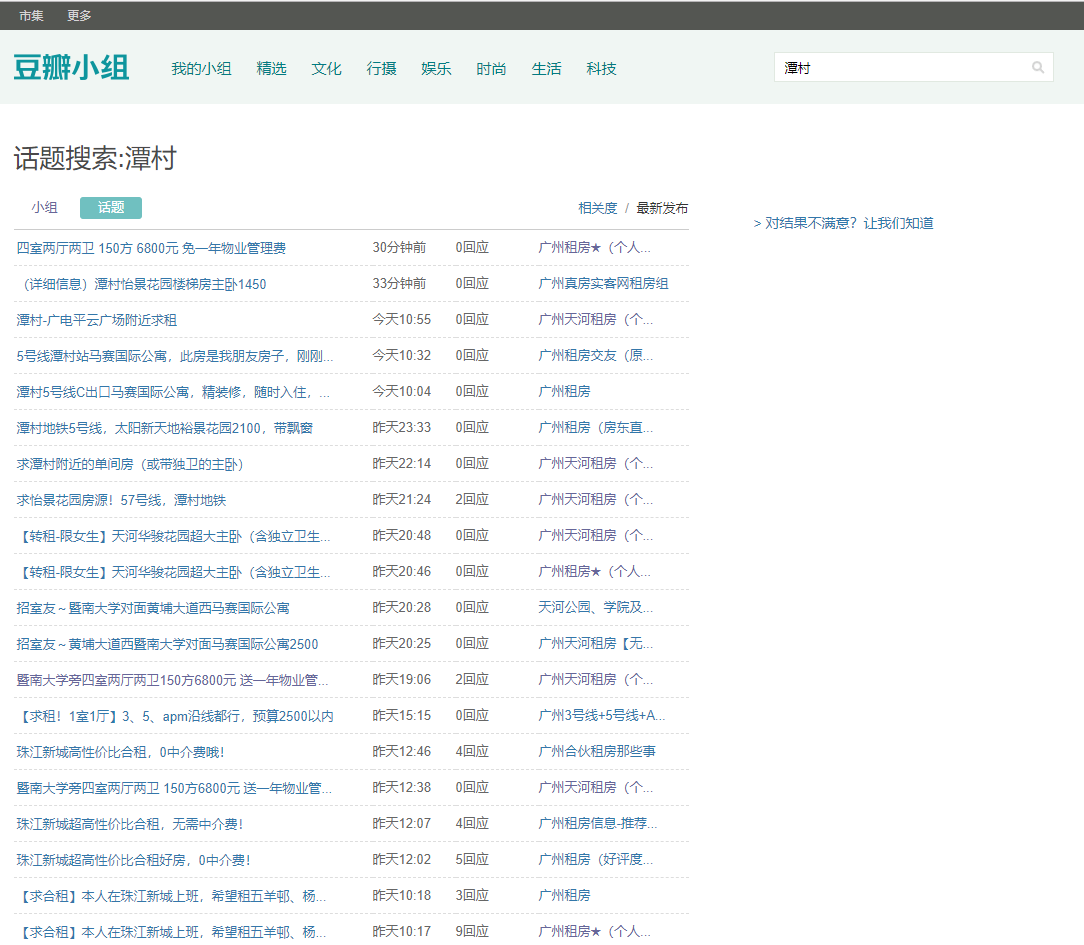 市集 更多
豆瓣小组 我的小组 精选 文化 行摄 娱乐 时尚 生活 科技 潭村
话题搜索:潭村
小组 话题 相关度 / 最新发布
> 对结果不满意？让我们知道
四室两厅两卫 150方 6800元 免一年物业管理费 30分钟前 0回应 广州租房★（个人...
（详细信息）潭村怡景花园楼梯房主卧1450 33分钟前 0回应 广州真房实客网租房组
潭村-广电平云广场附近求租 今天10:55 0回应 广州天河租房（个...
5号线潭村站马赛国际公寓，此房是我朋友房子，刚刚... 今天10:32 0回应 广州租房交友（原...
潭村5号线C出口马赛国际公寓，精装修，随时入住，... 今天10:04 0回应 广州租房
潭村地铁5号线，太阳新天地裕景花园2100，带飘窗 昨天23:33 0回应 广州租房（房东直...
求潭村附近的单间房（或带独卫的主卧） 昨天22:14 0回应 广州天河租房（个...
求怡景花园房源！57号线，潭村地铁 昨天21:24 2回应 广州天河租房（个...
【转租-限女生】天河华骏花园超大主卧（含独立卫生... 昨天20:48 0回应 广州天河租房（个...
【转租-限女生】天河华骏花园超大主卧（含独立卫生... 昨天20:46 0回应 广州租房★（个人...
招室友～暨南大学对面黄埔大道西马赛国际公寓 昨天20:28 0回应 天河公园、学院及...
招室友～黄埔大道西暨南大学对面马赛国际公寓2500 昨天20:25 0回应 广州天河租房【无...
暨南大学旁四室两厅两卫150方6800元 送一年物业管... 昨天19:06 2回应 广州天河租房（个...
【求租！1室1厅】3、5、apm沿线都行，预算2500以内 昨天15:15 0回应 广州3号线+5号线+A...
珠江新城高性价比合租，0中介费哦！ 昨天12:46 4回应 广州合伙租房那些事
暨南大学旁四室两厅两卫 150方6800元 送一年物业管... 昨天12:38 0回应 广州天河租房（个...
珠江新城超高性价比合租，无需中介费！ 昨天12:07 4回应 广州租房信息-推荐...
珠江新城超高性价比合租好房，0中介费！ 昨天12:02 5回应 广州租房（好评度...
【求合租】本人在珠江新城上班，希望租五羊邨、杨... 昨天10:18 3回应 广州租房
【求合租】本人在珠江新城上班，希望租五羊邨、杨... 昨天10:17 9回应 广州租房★（个人...